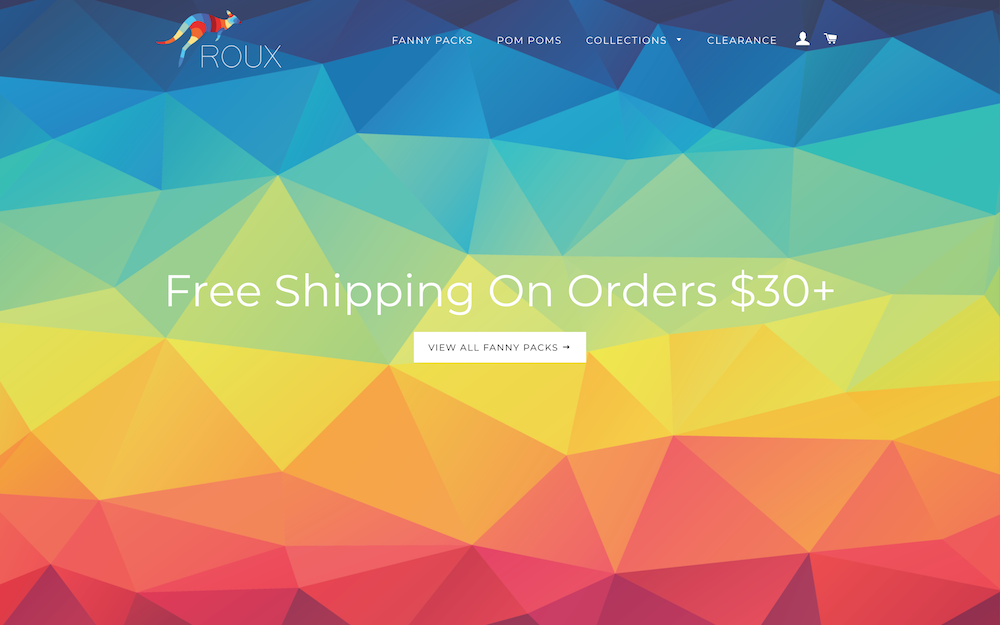 ROUX
FANNY PACKS
POM POMS
COLLECTIONS
CLEARANCE
Free Shipping On Orders $30+
VIEW ALL FANNY PACKS →